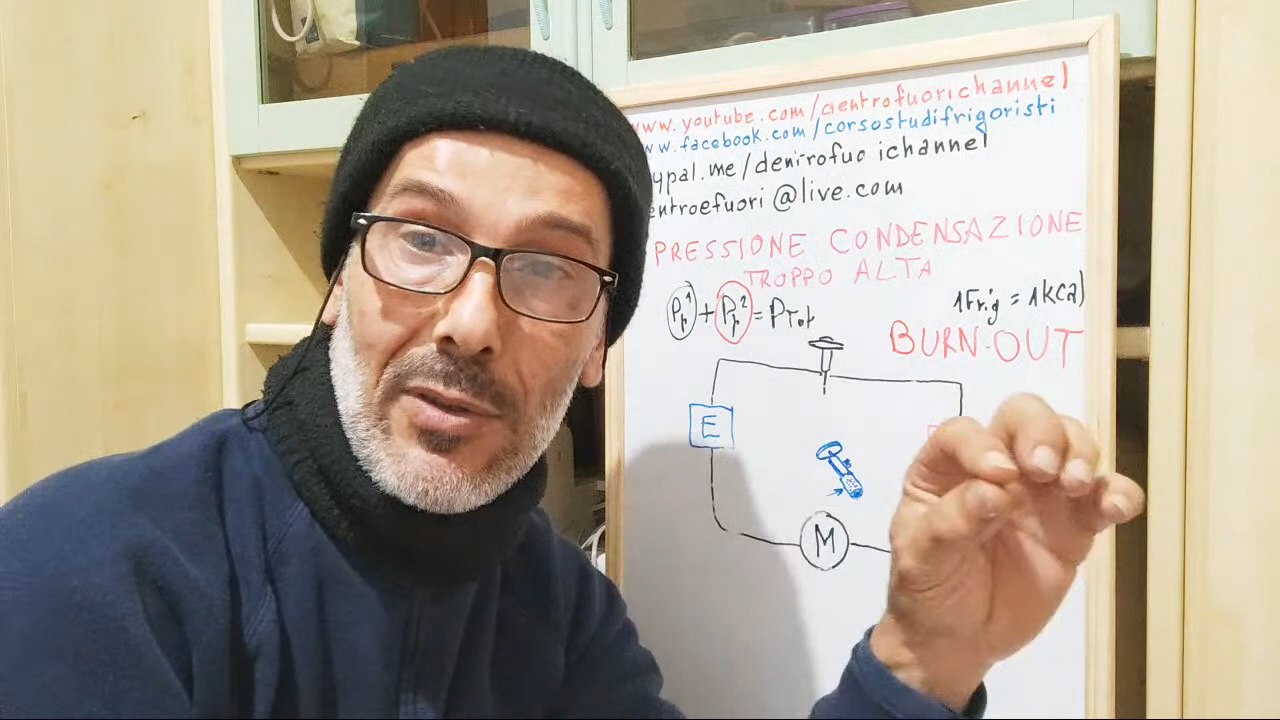 www.youtube.com/dentrofuorichannel
ww.facebook.com/corsostudifrigoristi
ypal.me/dentrofuo ichannel
entroefuori@live.com
PRESSIONE CONDENSAZIONE
TROPPO ALTA
Pp1 + Pp2 = PTot
1Frig = 1kcal
BURN-OUT
E
M